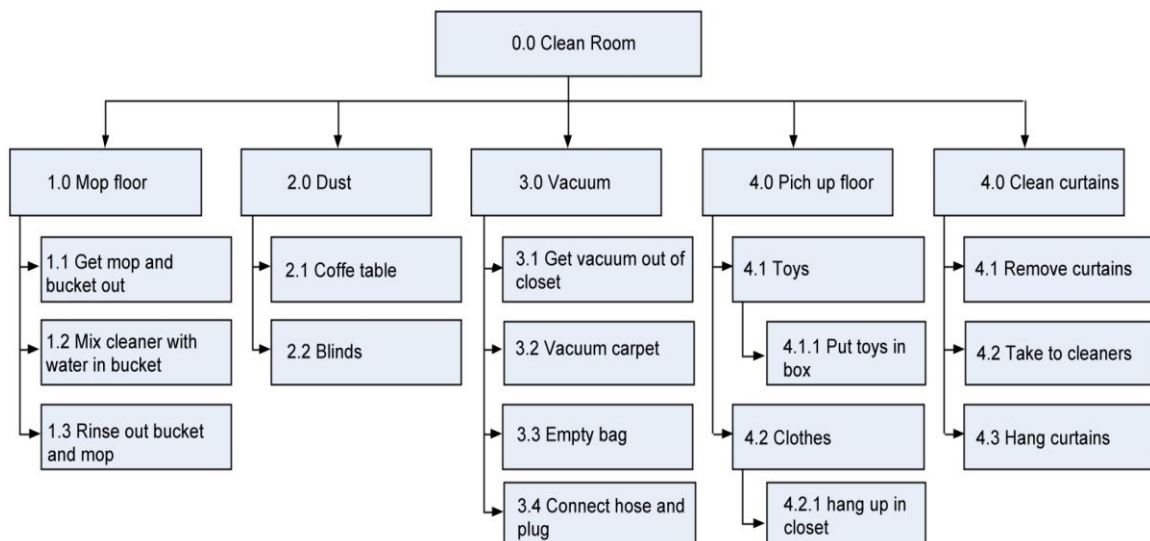 0.0 Clean Room
1.0 Mop floor
2.0 Dust
3.0 Vacuum
4.0 Pich up floor
4.0 Clean curtains
1.1 Get mop and
bucket out
1.2 Mix cleaner with
water in bucket
1.3 Rinse out bucket
and mop
2.1 Coffe table
2.2 Blinds
3.1 Get vacuum out of
closet
3.2 Vacuum carpet
3.3 Empty bag
3.4 Connect hose and
plug
4.1 Toys
4.1.1 Put toys in
box
4.2 Clothes
4.2.1 hang up in
closet
4.1 Remove curtains
4.2 Take to cleaners
4.3 Hang curtains